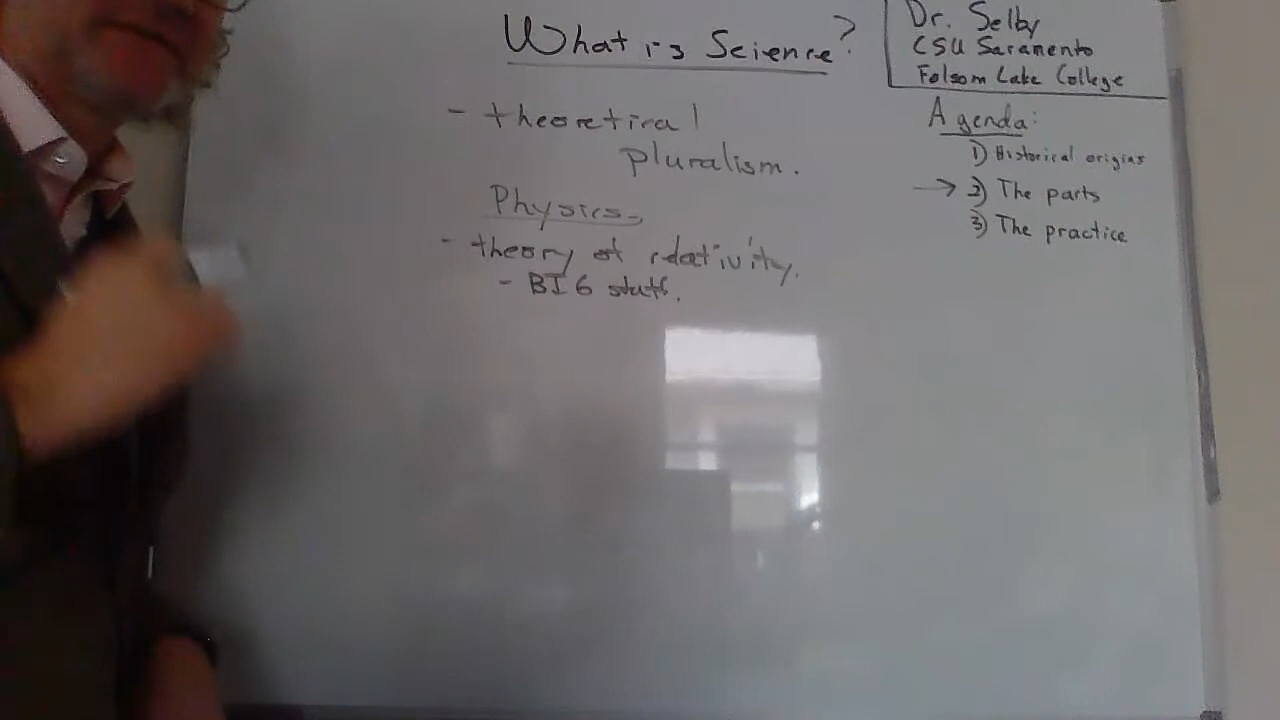 What is Science?
- theoretical
pluralism.
Physics-
- theory of relativity.
- BIG stuff.
Dr. Selby
CSU Saramento
Folsom Lake College
Agenda:
1) Historical origins
→ 2) The parts
3) The practice